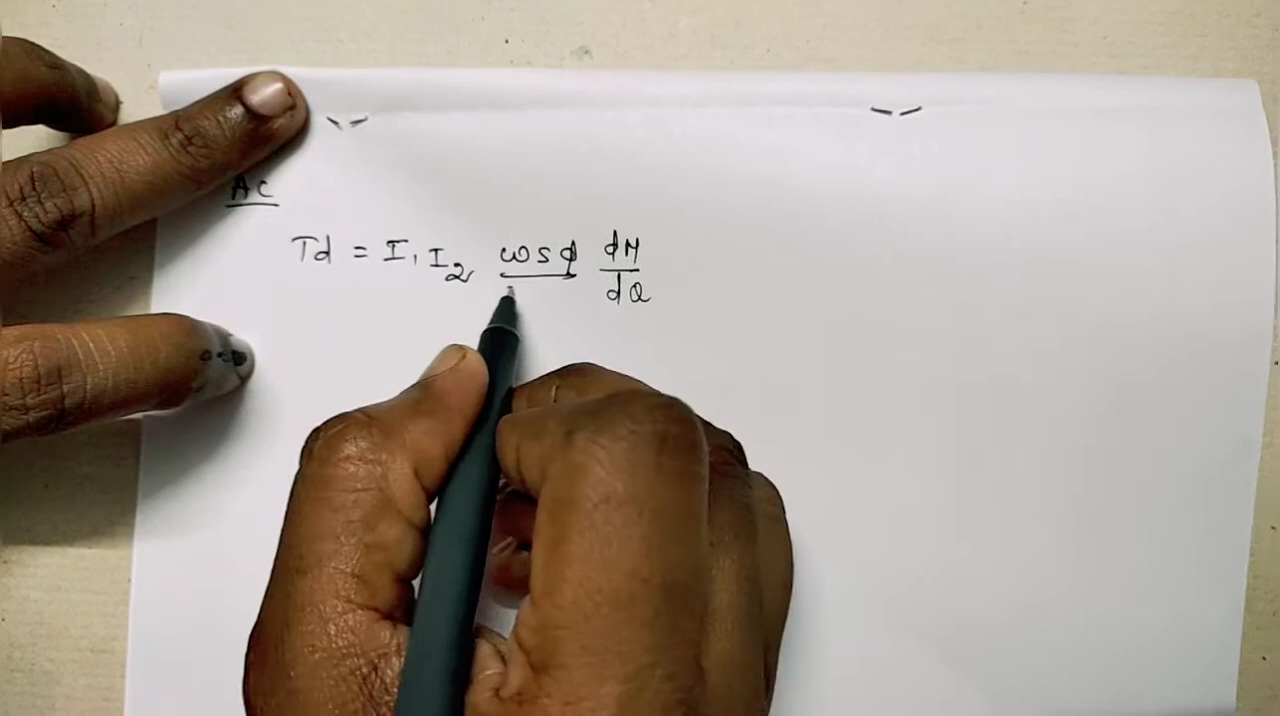 AC
Td = I₁ I₂ cosϕ dM/dθ